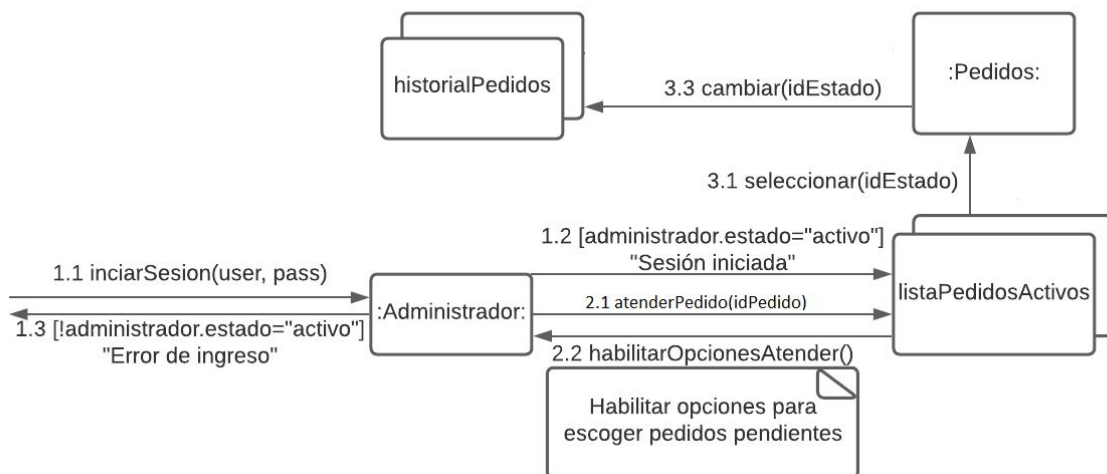 historialPedidos
:Pedidos:
3.3 cambiar(idEstado)
3.1 seleccionar(idEstado)
1.2 [administrador.estado="activo"]
"Sesión iniciada"
1.1 inciarSesion(user, pass)
:Administrador:
2.1 atenderPedido(idPedido)
listaPedidosActivos
1.3 [!administrador.estado="activo"]
"Error de ingreso"
2.2 habilitarOpcionesAtender()
Habilitar opciones para
escoger pedidos pendientes